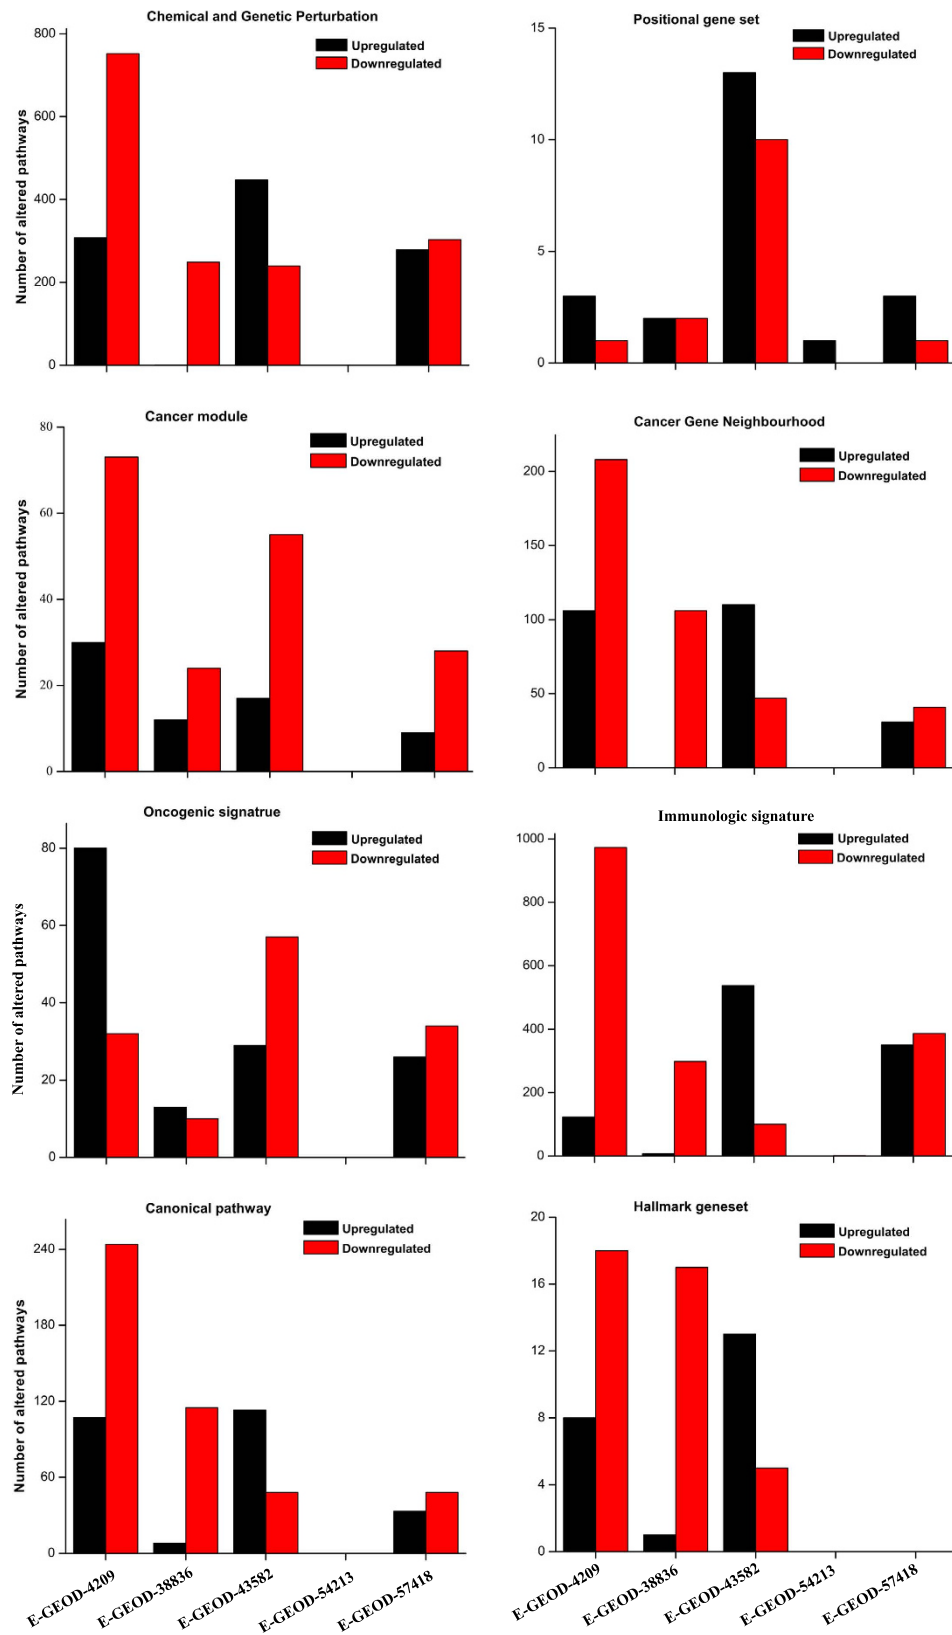 Chemical and Genetic Perturbation
Number of altered pathways
800
600
400
200
0
Upregulated
Downregulated
Positional gene set
15
10
5
0
Upregulated
Downregulated
Cancer module
Number of altered pathways
80
60
40
20
0
Upregulated
Downregulated
Cancer Gene Neighbourhood
200
150
100
50
0
Upregulated
Downregulated
Oncogenic signatrue
Number of altered pathways
80
60
40
20
0
Upregulated
Downregulated
Immunologic signature
1000
800
600
400
200
0
Upregulated
Downregulated
Canonical pathway
Number of altered pathways
240
180
120
60
0
Upregulated
Downregulated
E-GEOD-4209
E-GEOD-38836
E-GEOD-43582
E-GEOD-54213
E-GEOD-57418
Hallmark geneset
20
16
12
8
4
0
Upregulated
Downregulated
E-GEOD-4209
E-GEOD-38836
E-GEOD-43582
E-GEOD-54213
E-GEOD-57418